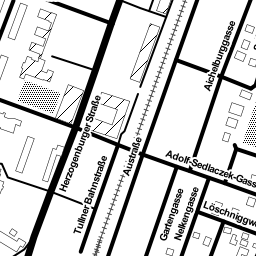 Aichelburggasse
Herzogenburger Straße
Austraße
Tullner Bahnstraße
Adolf-Sedlaczek-Gass
Gartengasse
Nelkengasse
Löschniggw